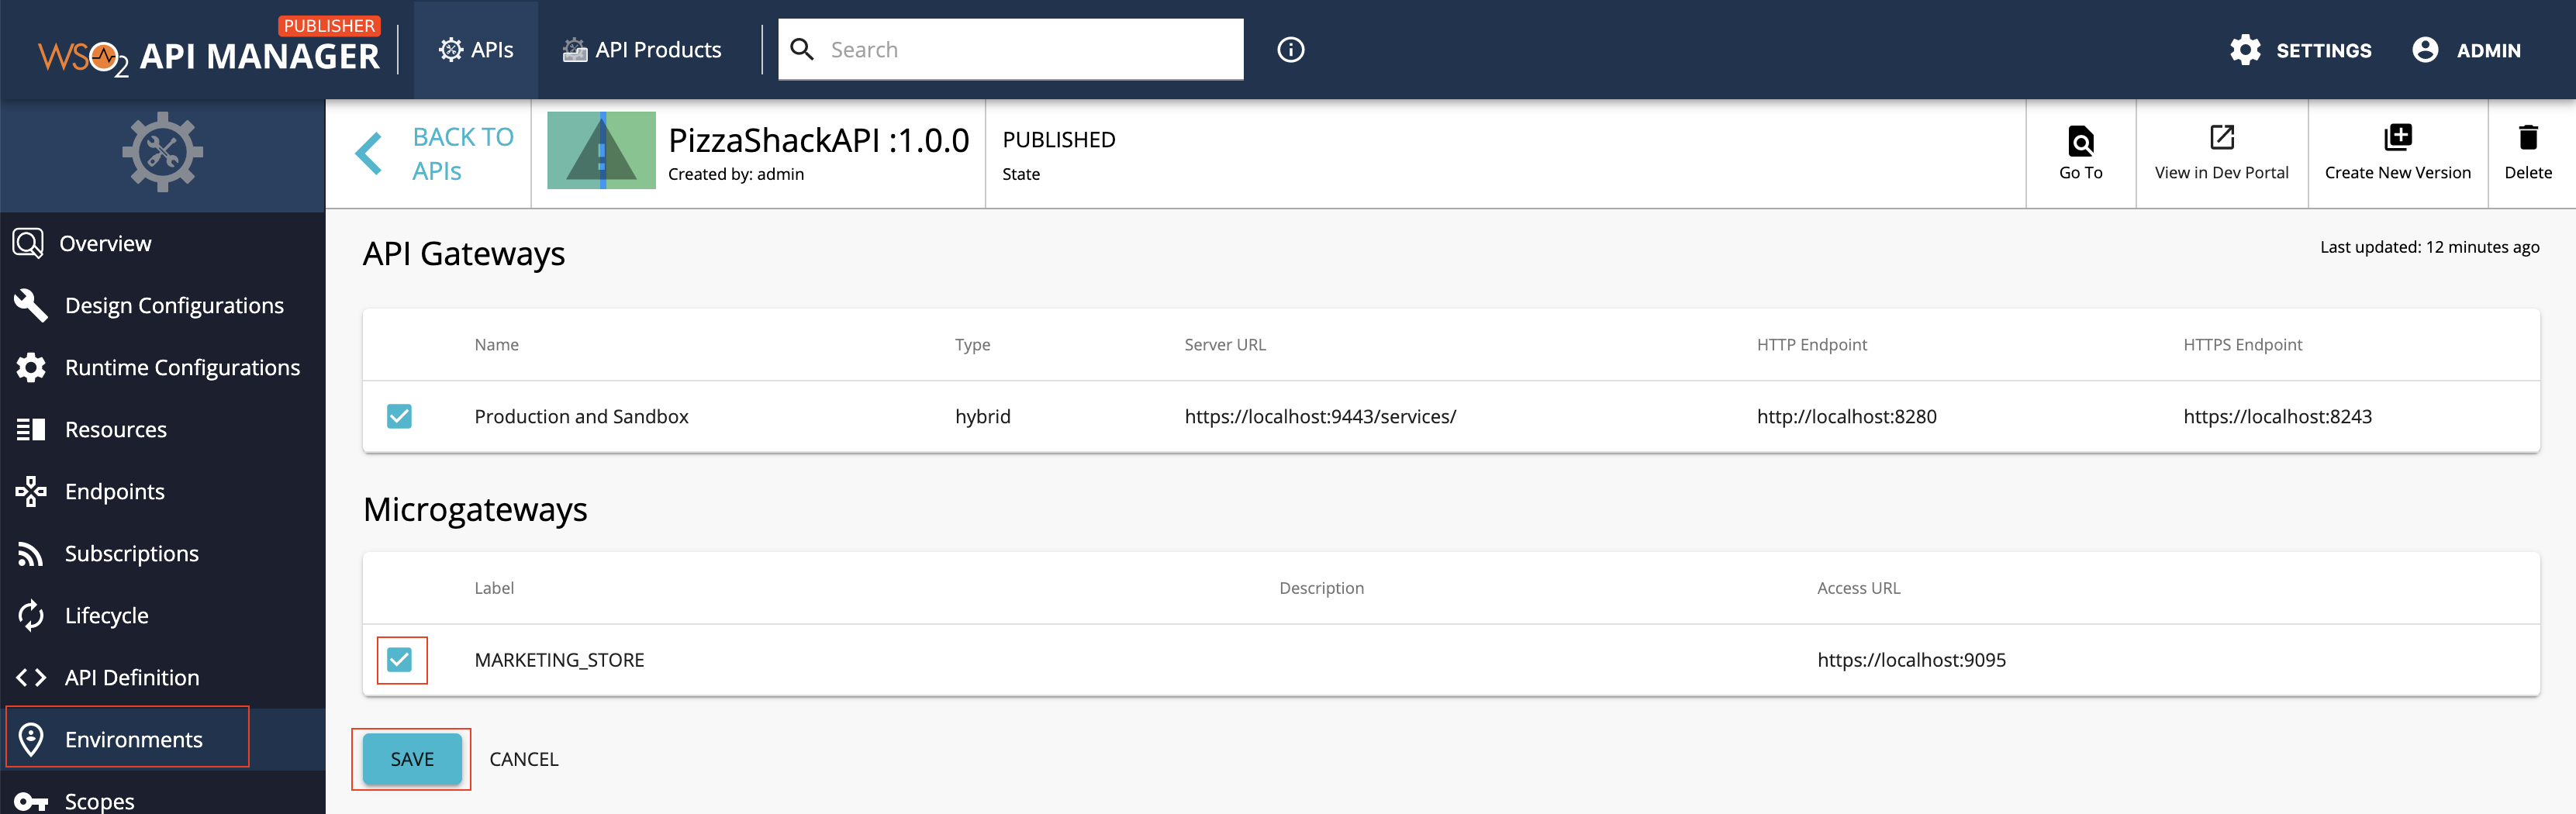 PUBLISHER
WSO2 API MANAGER
APIs
API Products
Search
SETTINGS
ADMIN
BACK TO
APIs
PizzaShackAPI :1.0.0
Created by: admin
PUBLISHED
State
Go To
View in Dev Portal
Create New Version
Delete
Overview
Design Configurations
Runtime Configurations
Resources
Endpoints
Subscriptions
Lifecycle
API Definition
Environments
Scopes
API Gateways
Last updated: 12 minutes ago
Name Type Server URL HTTP Endpoint HTTPS Endpoint
Production and Sandbox hybrid https://localhost:9443/services/ http://localhost:8280 https://localhost:8243
Microgateways
Label Description Access URL
MARKETING_STORE https://localhost:9095
SAVE
CANCEL